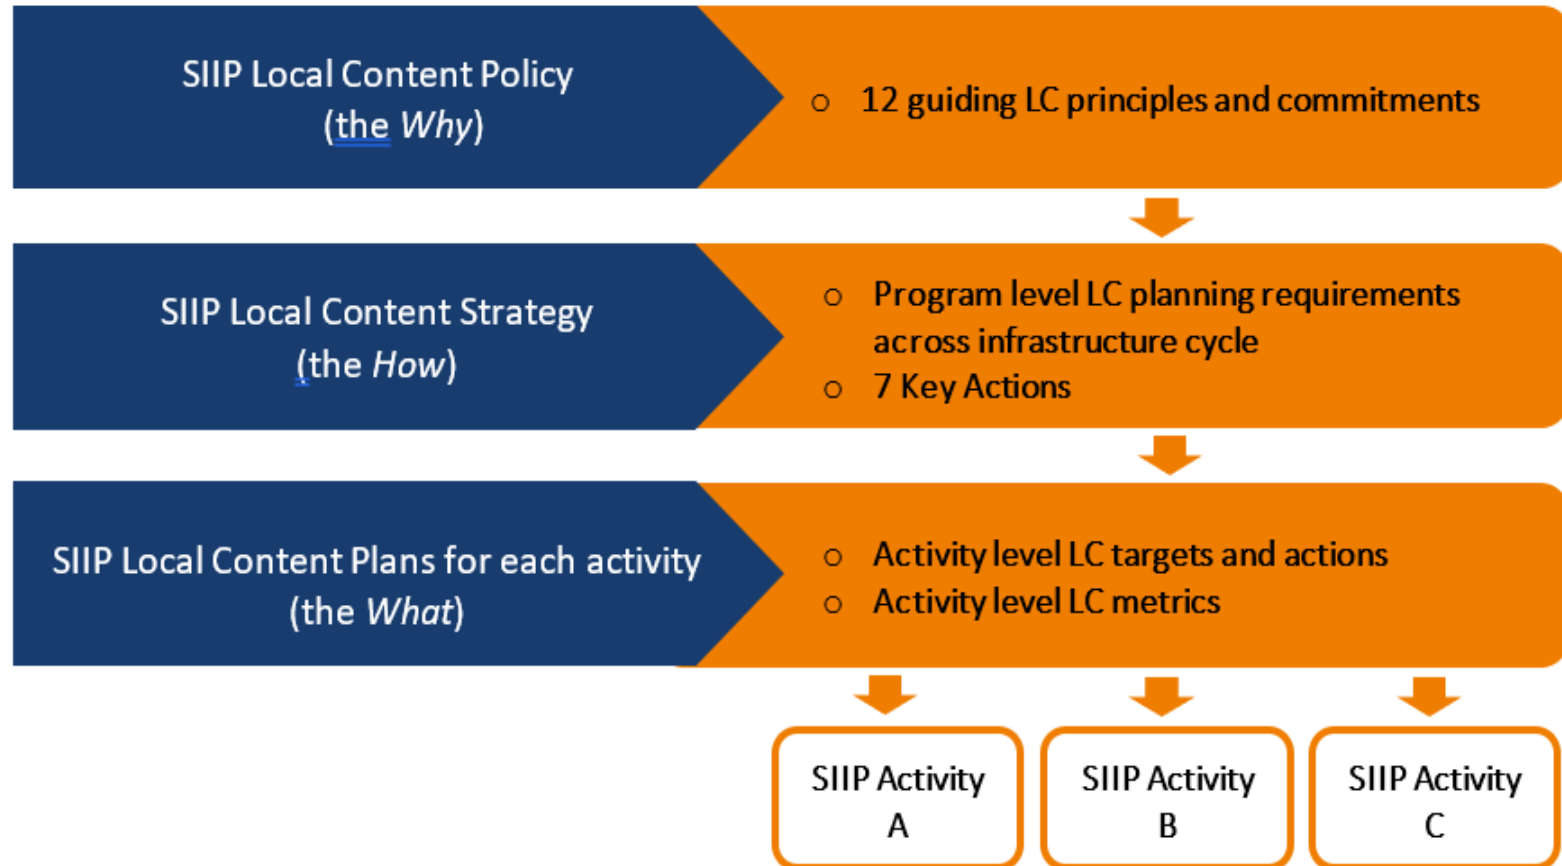 SIIP Local Content Policy
(the Why)
○ 12 guiding LC principles and commitments
SIIP Local Content Strategy
(the How)
○ Program level LC planning requirements
across infrastructure cycle
○ 7 Key Actions
SIIP Local Content Plans for each activity
(the What)
○ Activity level LC targets and actions
○ Activity level LC metrics
SIIP Activity
A
SIIP Activity
B
SIIP Activity
C